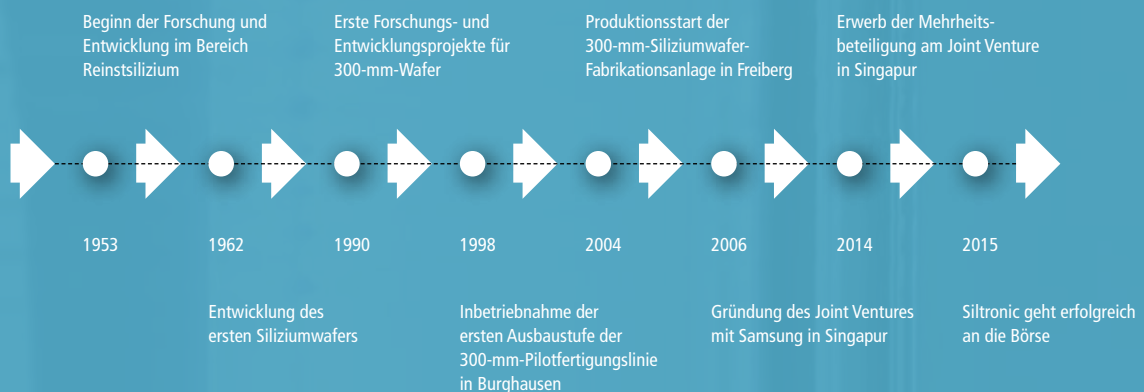 Beginn der Forschung und
Entwicklung im Bereich
Reinstsilizium
Erste Forschungs- und
Entwicklungsprojekte für
300-mm-Wafer
Produktionsstart der
300-mm-Siliziumwafer-
Fabrikationsanlage in Freiberg
Erwerb der Mehrheits-
beteiligung am Joint Venture
in Singapur
1953
1962
1990
1998
2004
2006
2014
2015
Entwicklung des
ersten Siliziumwafers
Inbetriebnahme der
ersten Ausbaustufe der
300-mm-Pilotfertigungslinie
in Burghausen
Gründung des Joint Ventures
mit Samsung in Singapur
Siltronic geht erfolgreich
an die Börse